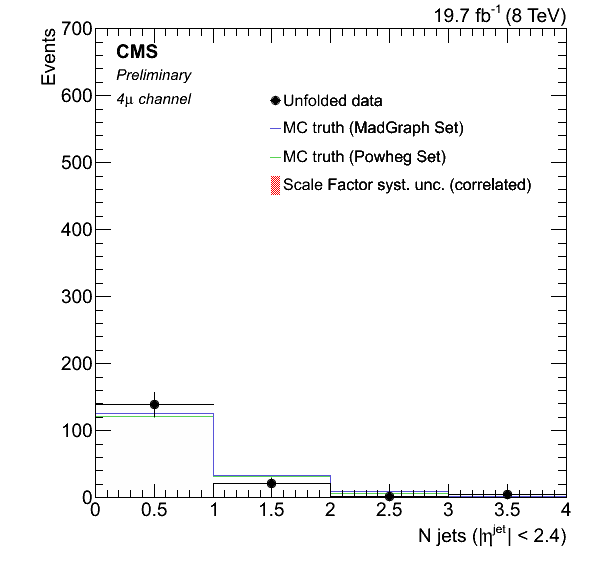 19.7 fb⁻¹ (8 TeV)
Events
700
600
500
400
300
200
100
0
CMS
Preliminary
4μ channel
Unfolded data
MC truth (MadGraph Set)
MC truth (Powheg Set)
Scale Factor syst. unc. (correlated)
0 0.5 1 1.5 2 2.5 3 3.5 4
N jets (|ηʲᵉᵗ| < 2.4)